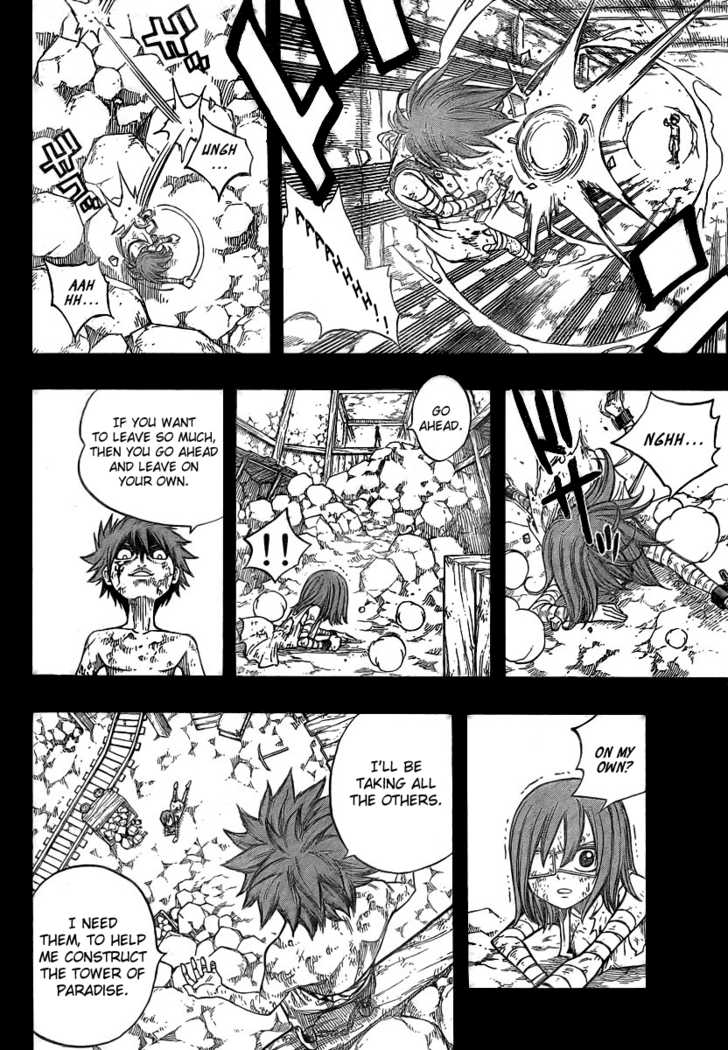 TTTTHHH!!
UNGH
...
AAH
HH...
NGHH...
GO
AHEAD.
!!
IF YOU WANT
TO LEAVE SO MUCH,
THEN YOU GO AHEAD
AND LEAVE ON
YOUR OWN.
ON MY
OWN?
I'LL BE
TAKING ALL
THE OTHERS.
I NEED
THEM, TO HELP
ME CONSTRUCT
THE TOWER OF
PARADISE.